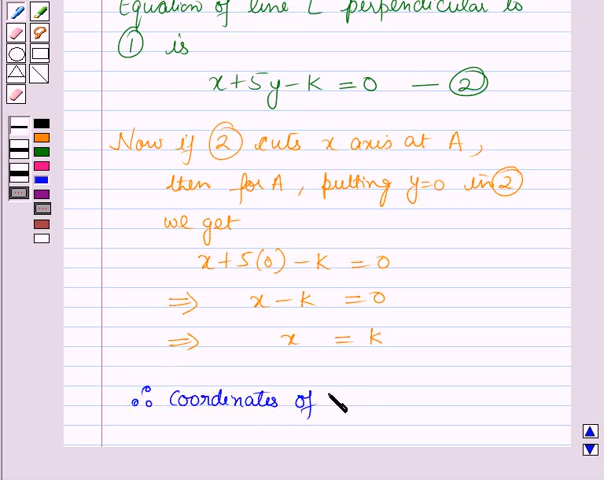 Equation of line L perpendicular to
① is
x + 5y - k = 0 — ②
Now if ② cuts x axis at A,
then for A, putting y=0 in ②
we get
x + 5(0) - k = 0
⇒ x - k = 0
⇒ x = k
∴ coordinates of